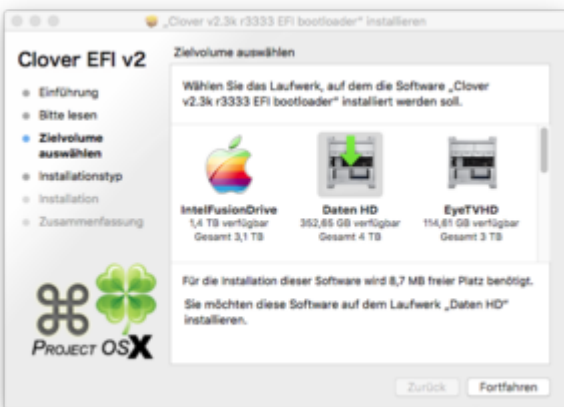 „Clover v2.3k r3333 EFI bootloader“ installieren
Clover EFI v2
Einführung
Bitte lesen
Zielvolume
auswählen
Installationstyp
Installation
Zusammenfassung
Zielvolume auswählen
Wählen Sie das Laufwerk, auf dem die Software „Clover
v2.3k r3333 EFI bootloader“ installiert werden soll.
IntelFusionDrive
1,4 TB verfügbar
Gesamt 3,1 TB
Daten HD
352,65 GB verfügbar
Gesamt 4 TB
EyeTVHD
114,61 GB verfügbar
Gesamt 3 TB
Für die Installation dieser Software wird 8,7 MB freier Platz benötigt.
Sie möchten diese Software auf dem Laufwerk „Daten HD“
installieren.
PROJECT OSX
Zurück
Fortfahren